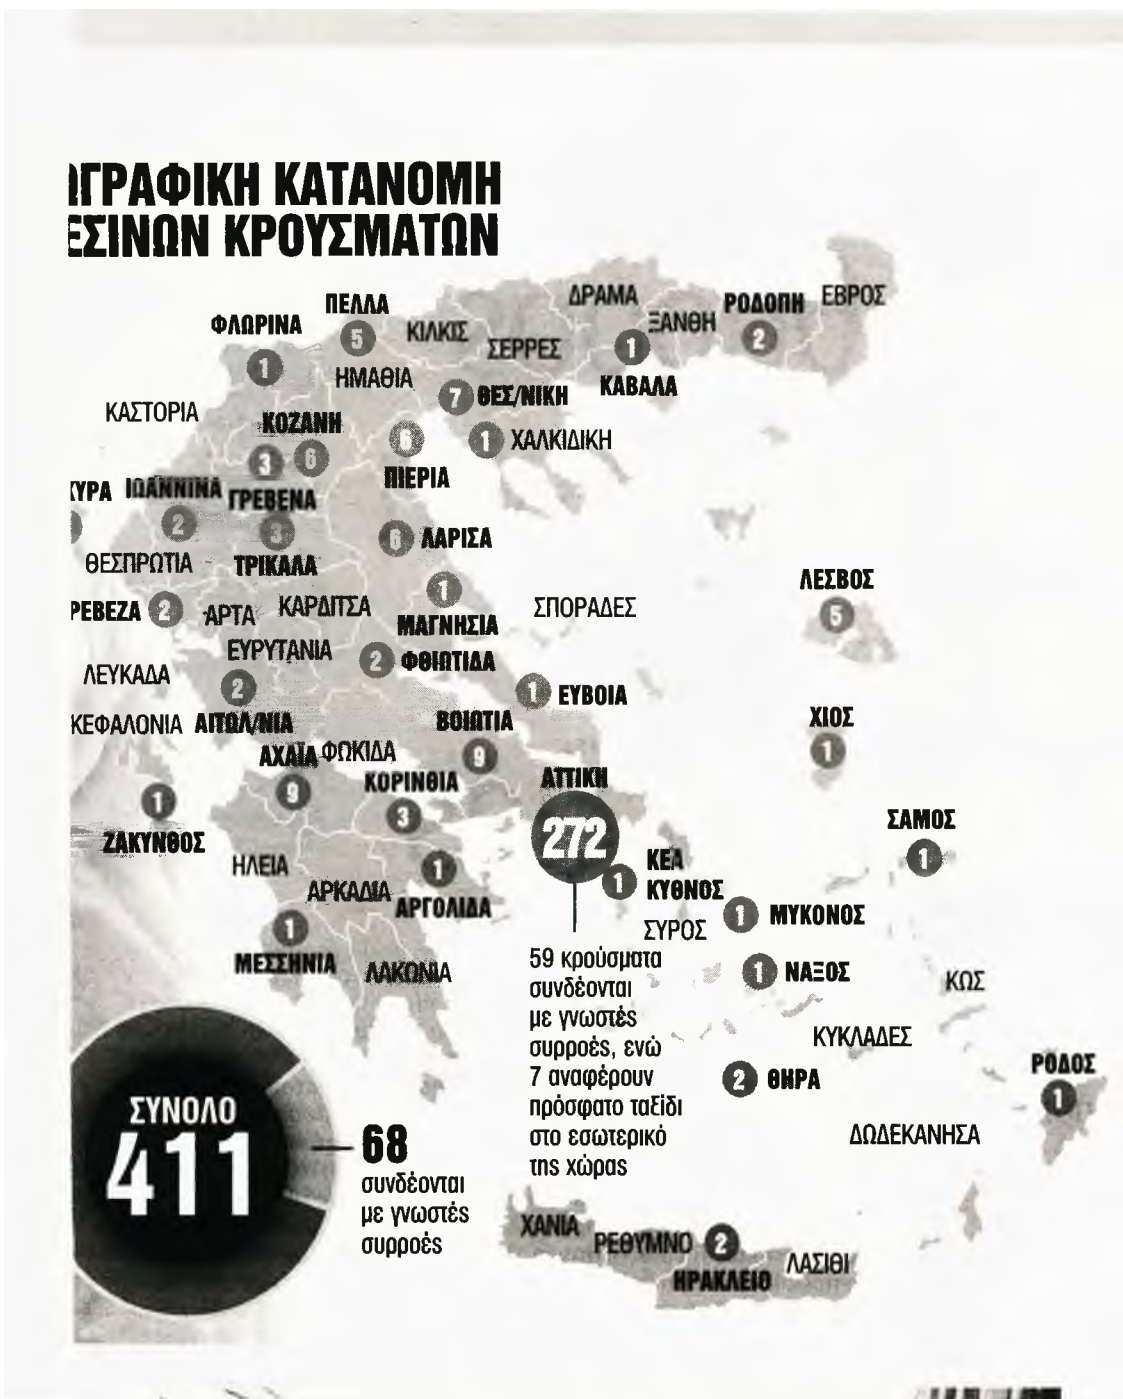 ΓΡΑΦΙΚΗ ΚΑΤΑΝΟΜΗ
ΕΣΙΝΩΝ ΚΡΟΥΣΜΑΤΩΝ
ΠΕΛΛΑ
5
ΦΛΩΡΙΝΑ
1
ΚΙΛΚΙΣ
ΣΕΡΡΕΣ
ΔΡΑΜΑ
ΞΑΝΘΗ
ΡΟΔΟΠΗ
2
ΕΒΡΟΣ
1
ΚΑΒΑΛΑ
ΗΜΑΘΙΑ
7 ΘΕΣ/ΝΙΚΗ
ΚΑΣΤΟΡΙΑ
ΚΟΖΑΝΗ
6
6
ΠΙΕΡΙΑ
1 ΧΑΛΚΙΔΙΚΗ
3
ΓΡΕΒΕΝΑ
ΥΡΑ
ΙΩΑΝΝΙΝΑ
2
3
ΤΡΙΚΑΛΑ
6 ΛΑΡΙΣΑ
ΘΕΣΠΡΩΤΙΑ
ΡΕΒΕΖΑ 2
ΑΡΤΑ
ΚΑΡΔΙΤΣΑ
1
ΜΑΓΝΗΣΙΑ
ΣΠΟΡΑΔΕΣ
ΛΕΣΒΟΣ
5
ΕΥΡΥΤΑΝΙΑ
2 ΦΘΙΩΤΙΔΑ
ΛΕΥΚΑΔΑ
2
ΑΙΤΩΛ/ΝΙΑ
1 ΕΥΒΟΙΑ
ΚΕΦΑΛΟΝΙΑ
ΒΟΙΩΤΙΑ
9
ΧΙΟΣ
1
ΑΧΑΪΑ
9
ΦΩΚΙΔΑ
ΚΟΡΙΝΘΙΑ
3
ΑΤΤΙΚΗ
272
1
ΖΑΚΥΝΘΟΣ
ΣΑΜΟΣ
1
ΗΛΕΙΑ
ΑΡΚΑΔΙΑ
1
ΑΡΓΟΛΙΔΑ
1 ΚΕΑ
ΚΥΘΝΟΣ
1 ΜΥΚΟΝΟΣ
ΣΥΡΟΣ
1
ΜΕΣΣΗΝΙΑ
ΛΑΚΩΝΙΑ
1 ΝΑΞΟΣ
ΚΩΣ
59 κρούσματα
συνδέονται
με γνωστές
συρροές, ενώ
7 αναφέρουν
πρόσφατο ταξίδι
στο εσωτερικό
της χώρας
ΚΥΚΛΑΔΕΣ
2 ΘΗΡΑ
ΡΟΔΟΣ
1
ΔΩΔΕΚΑΝΗΣΑ
ΣΥΝΟΛΟ
411
68
συνδέονται
με γνωστές
συρροές
ΧΑΝΙΑ
ΡΕΘΥΜΝΟ
2
ΗΡΑΚΛΕΙΟ
ΛΑΣΙΘΙ